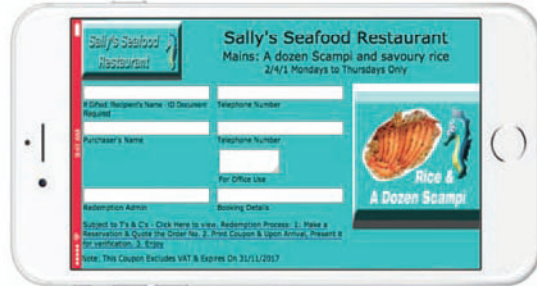 Sally's Seafood
Restaurant
Sally's Seafood Restaurant
Mains: A dozen Scampi and savoury rice
2/4/1 Mondays to Thursdays Only
If Gifted: Recipient's Name - ID Document
Required
Telephone Number
Purchaser's Name
Telephone Number
For Office Use
Redemption Admin
Booking Details
Rice &
A Dozen Scampi
Subject to T's & C's - Click Here to view. Redemption Process: 1. Make a
Reservation & Quote the Order No. 2. Print Coupon & Upon Arrival, Present it
for verification. 3. Enjoy
Note: This Coupon Excludes VAT & Expires On 31/11/2017
9:41 AM